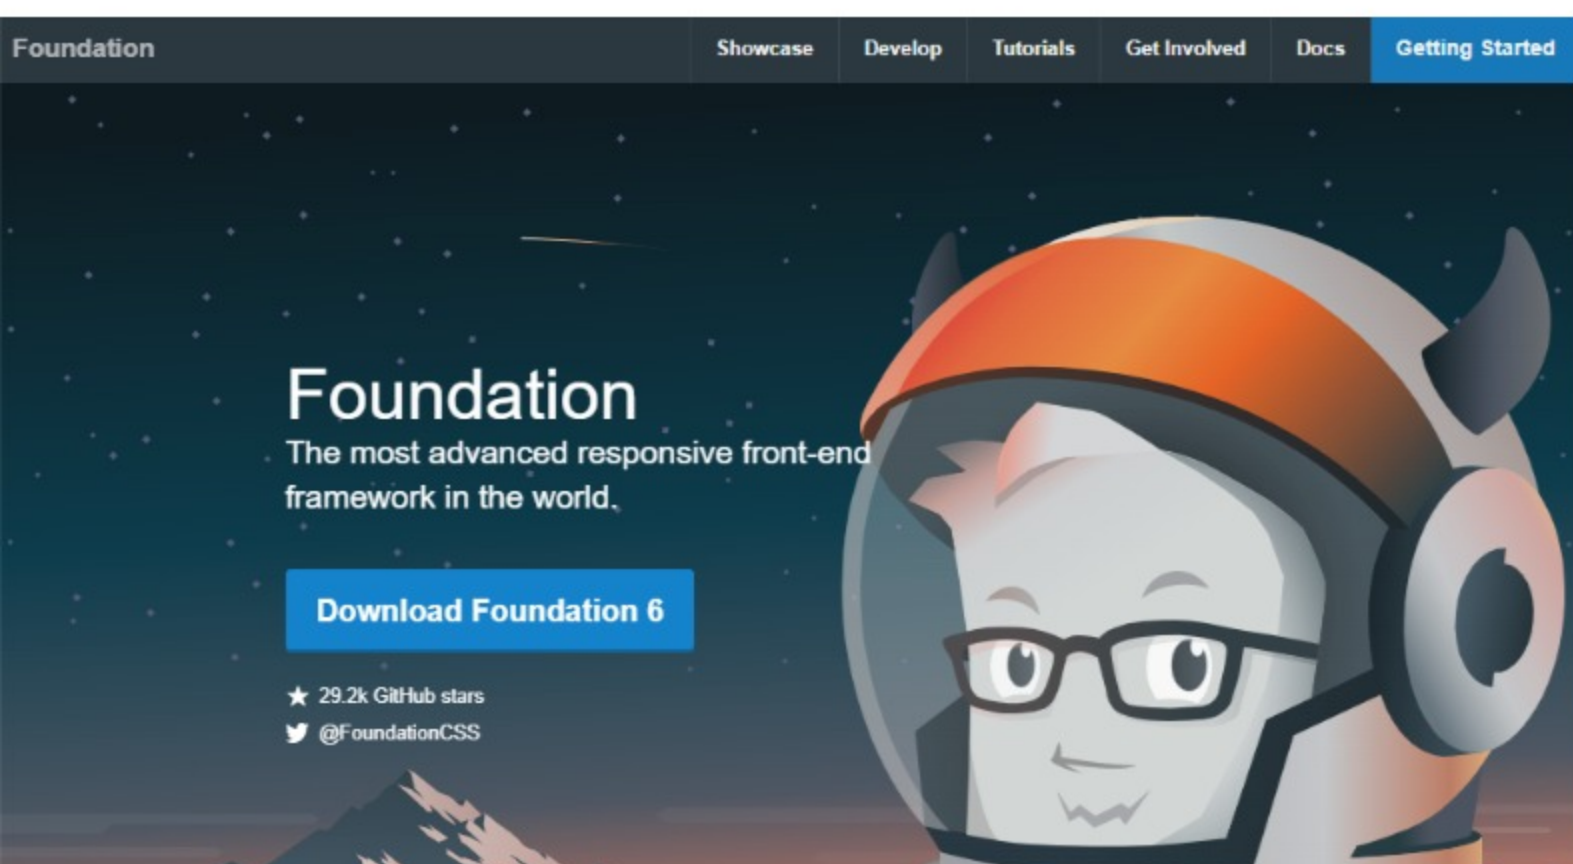 Foundation
Showcase
Develop
Tutorials
Get Involved
Docs
Getting Started
Foundation
The most advanced responsive front-end
framework in the world.
Download Foundation 6
29.2k GitHub stars
@FoundationCSS